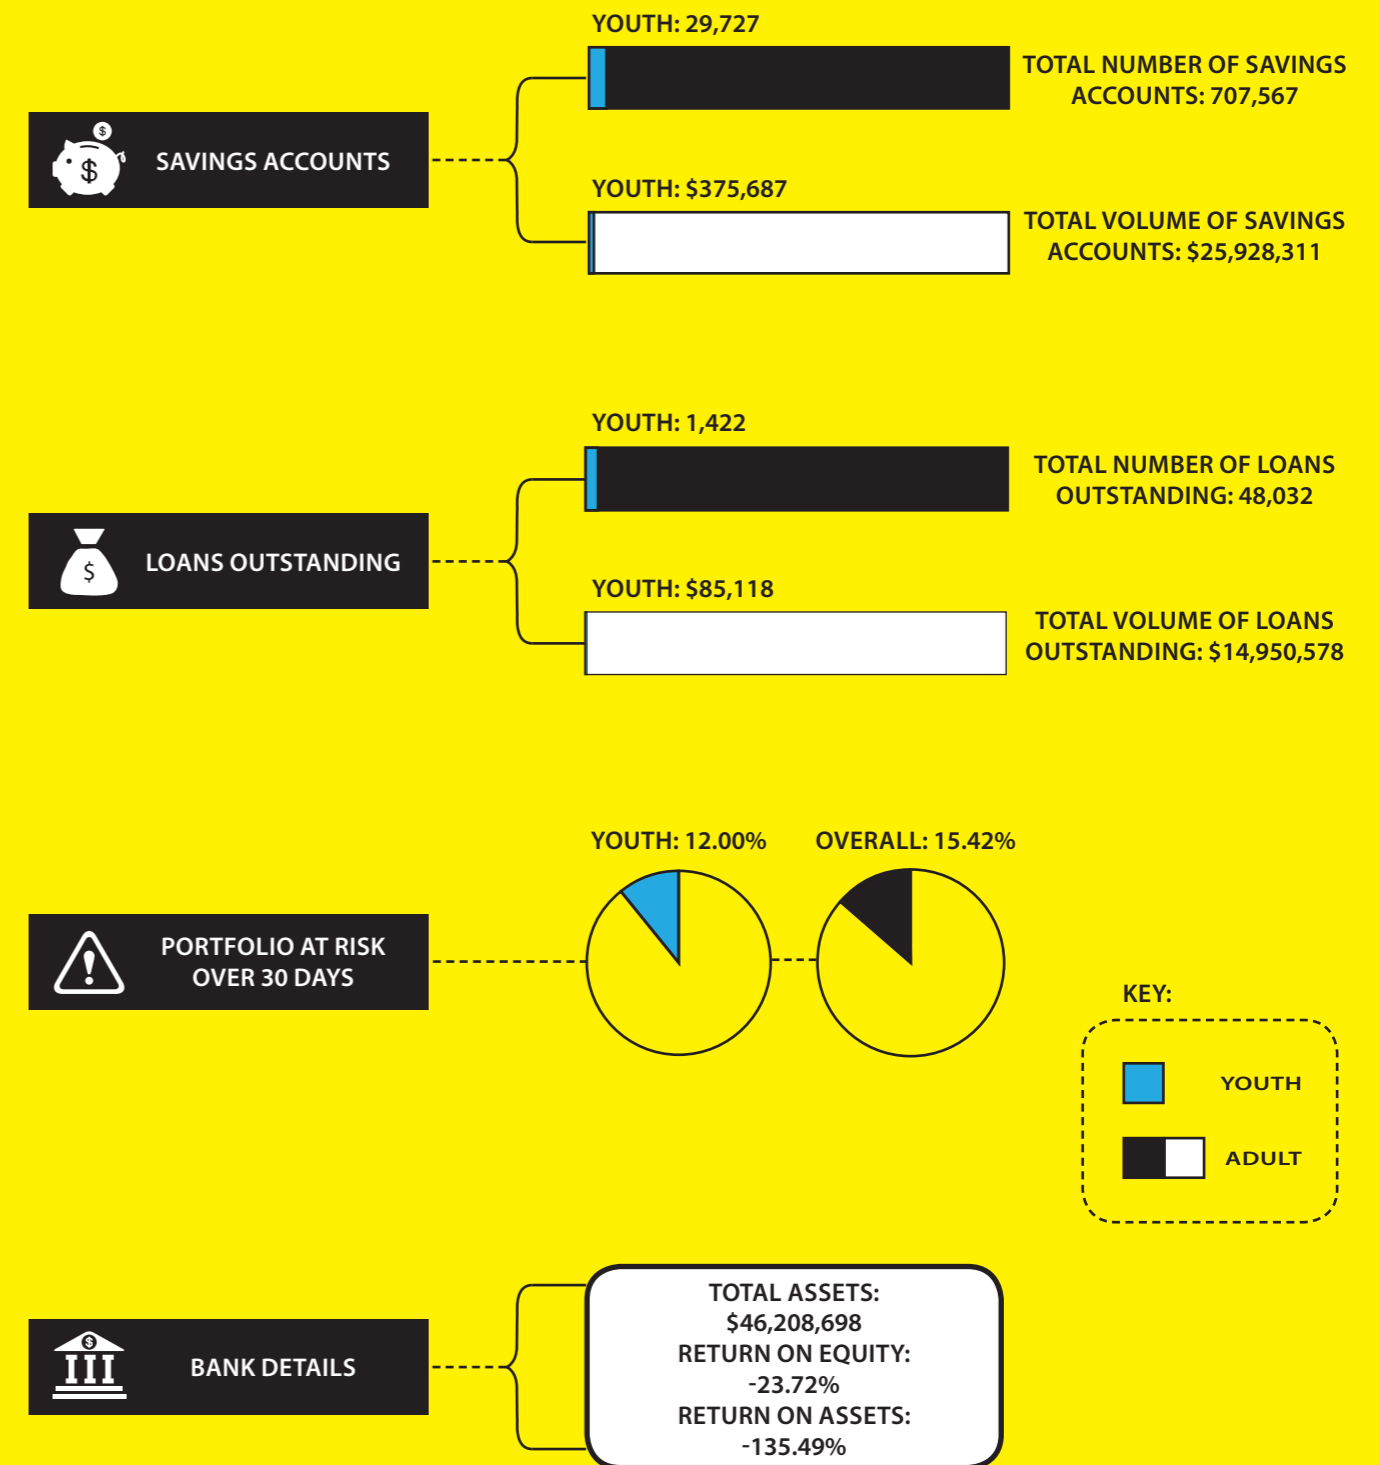 YOUTH: 29,727
TOTAL NUMBER OF SAVINGS
ACCOUNTS: 707,567
$
$
SAVINGS ACCOUNTS
YOUTH: $375,687
TOTAL VOLUME OF SAVINGS
ACCOUNTS: $25,928,311
YOUTH: 1,422
TOTAL NUMBER OF LOANS
OUTSTANDING: 48,032
$
LOANS OUTSTANDING
YOUTH: $85,118
TOTAL VOLUME OF LOANS
OUTSTANDING: $14,950,578
YOUTH: 12.00%
OVERALL: 15.42%
!
PORTFOLIO AT RISK
OVER 30 DAYS
KEY:
YOUTH
ADULT
$
BANK DETAILS
TOTAL ASSETS:
$46,208,698
RETURN ON EQUITY:
-23.72%
RETURN ON ASSETS:
-135.49%